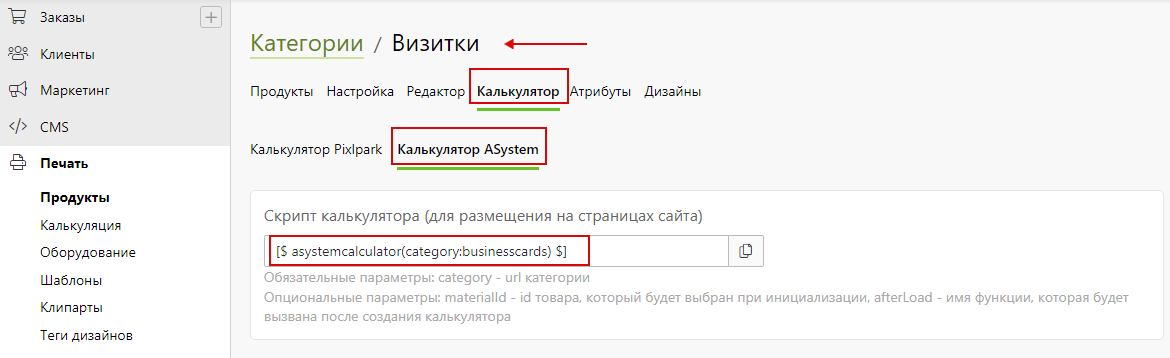 Заказы
Клиенты
Маркетинг
CMS
Печать
Продукты
Калькуляция
Оборудование
Шаблоны
Клипарты
Теги дизайнов
Категории / Визитки
Продукты Настройка Редактор Калькулятор Атрибуты Дизайны
Калькулятор Pixlpark Калькулятор ASystem
Скрипт калькулятора (для размещения на страницах сайта)
[$ asystemcalculator(category:businesscards) $]
Обязательные параметры: category - url категории
Опциональные параметры: materialId - id товара, который будет выбран при инициализации, afterLoad - имя функции, которая будет
вызвана после создания калькулятора